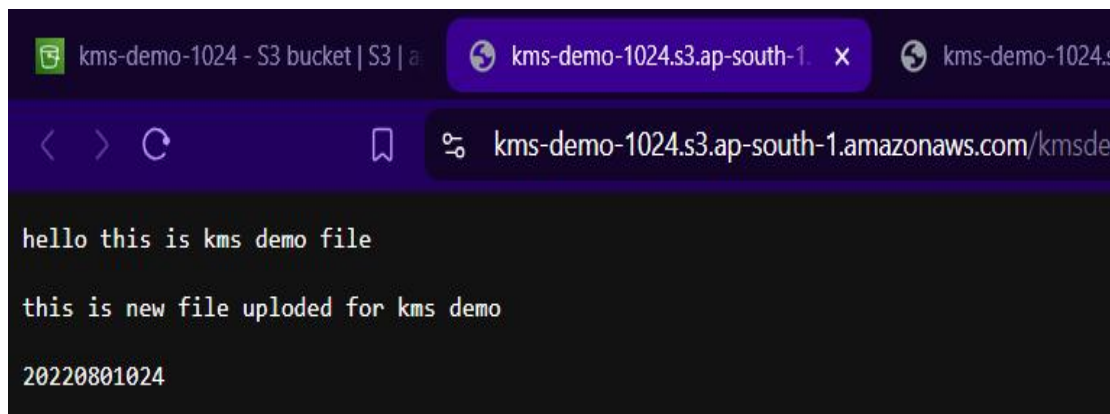 kms-demo-1024 - S3 bucket | S3 | a
kms-demo-1024.s3.ap-south-1.
kms-demo-1024.s
kms-demo-1024.s3.ap-south-1.amazonaws.com/kmsde
hello this is kms demo file
this is new file uploded for kms demo
20220801024